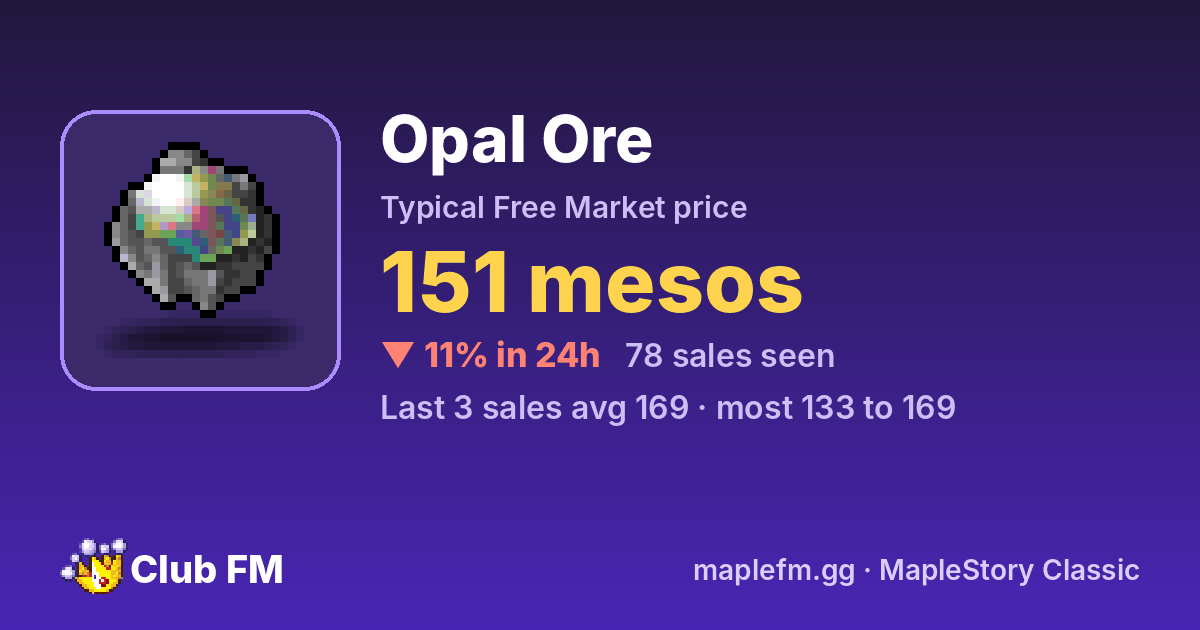 Opal Ore
Typical Free Market price
151 mesos
▼ 11% in 24h 78 sales seen
Last 3 sales avg 169 · most 133 to 169
Club FM
maplefm.gg · MapleStory Classic